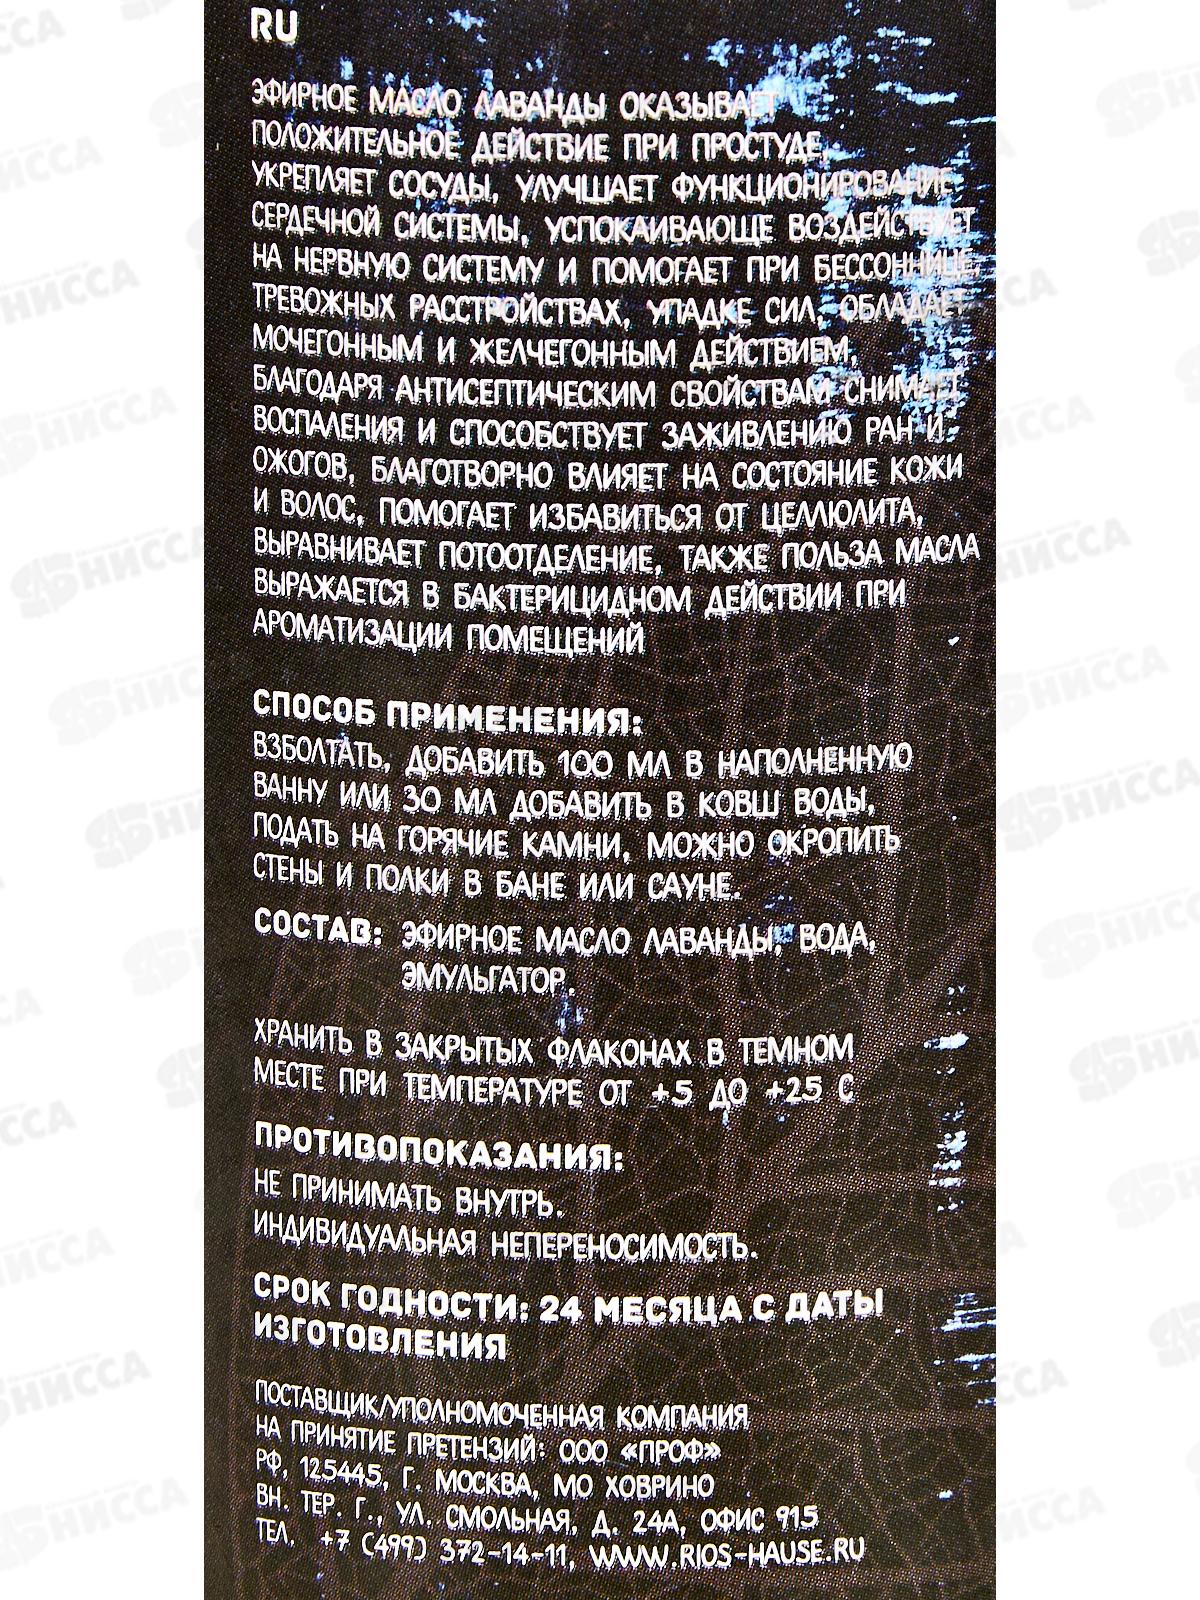 RU
ЭФИРНОЕ МАСЛО ЛАВАНДЫ ОКАЗЫВАЕТ
ПОЛОЖИТЕЛЬНОЕ ДЕЙСТВИЕ ПРИ ПРОСТУДЕ,
УКРЕПЛЯЕТ СОСУДЫ, УЛУЧШАЕТ ФУНКЦИОНИРОВАНИЕ
СЕРДЕЧНОЙ СИСТЕМЫ, УСПОКАИВАЮЩЕ ВОЗДЕЙСТВУЕТ
НА НЕРВНУЮ СИСТЕМУ И ПОМОГАЕТ ПРИ БЕССОННИЦЕ,
ТРЕВОЖНЫХ РАССТРОЙСТВАХ, УПАДКЕ СИЛ, ОБЛАДАЕТ
МОЧЕГОННЫМ И ЖЕЛЧЕГОННЫМ ДЕЙСТВИЕМ,
БЛАГОДАРЯ АНТИСЕПТИЧЕСКИМ СВОЙСТВАМ СНИМАЕТ
ВОСПАЛЕНИЯ И СПОСОБСТВУЕТ ЗАЖИВЛЕНИЮ РАН И
ОЖОГОВ, БЛАГОТВОРНО ВЛИЯЕТ НА СОСТОЯНИЕ КОЖИ
И ВОЛОС, ПОМОГАЕТ ИЗБАВИТЬСЯ ОТ ЦЕЛЛЮЛИТА,
ВЫРАВНИВАЕТ ПОТООТДЕЛЕНИЕ, ТАКЖЕ ПОЛЬЗА МАСЛА
ВЫРАЖАЕТСЯ В БАКТЕРИЦИДНОМ ДЕЙСТВИИ ПРИ
АРОМАТИЗАЦИИ ПОМЕЩЕНИЙ
СПОСОБ ПРИМЕНЕНИЯ:
ВЗБОЛТАТЬ, ДОБАВИТЬ 100 МЛ В НАПОЛНЕННУЮ
ВАННУ ИЛИ 30 МЛ ДОБАВИТЬ В КОВШ ВОДЫ,
ПОДАТЬ НА ГОРЯЧИЕ КАМНИ, МОЖНО ОКРОПИТЬ
СТЕНЫ И ПОЛКИ В БАНЕ ИЛИ САУНЕ.
СОСТАВ: ЭФИРНОЕ МАСЛО ЛАВАНДЫ, ВОДА,
ЭМУЛЬГАТОР.
ХРАНИТЬ В ЗАКРЫТЫХ ФЛАКОНАХ В ТЕМНОМ
МЕСТЕ ПРИ ТЕМПЕРАТУРЕ ОТ +5 ДО +25 С
ПРОТИВОПОКАЗАНИЯ:
НЕ ПРИНИМАТЬ ВНУТРЬ.
ИНДИВИДУАЛЬНАЯ НЕПЕРЕНОСИМОСТЬ.
СРОК ГОДНОСТИ: 24 МЕСЯЦА С ДАТЫ
ИЗГОТОВЛЕНИЯ
ПОСТАВЩИК/УПОЛНОМОЧЕННАЯ КОМПАНИЯ
НА ПРИНЯТИЕ ПРЕТЕНЗИЙ: ООО «ПРОФ»
РФ, 125445, Г. МОСКВА, МО ХОВРИНО
ВН. ТЕР. Г., УЛ. СМОЛЬНАЯ, Д. 24А, ОФИС 915
ТЕЛ. +7 (499) 372-14-11, WWW.RIOS-HAUSE.RU